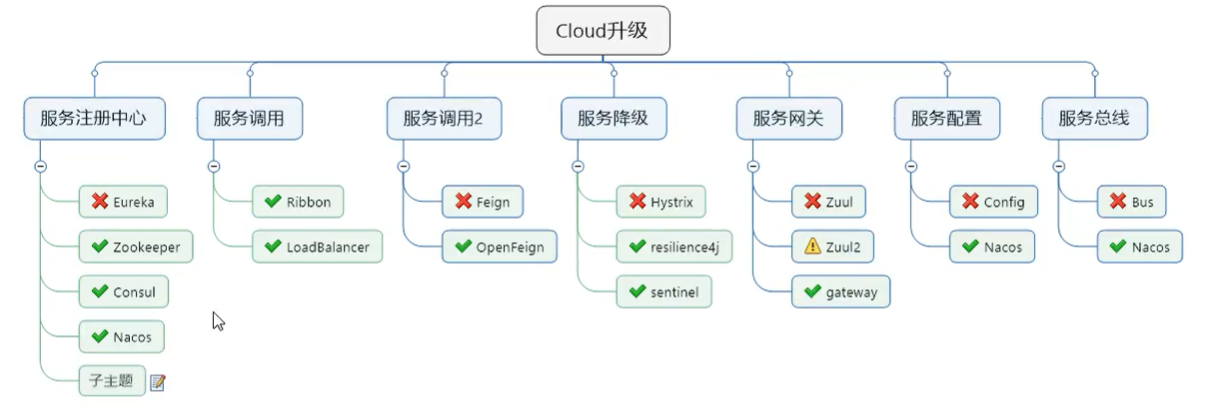 Cloud升级
服务注册中心
服务调用
服务调用2
服务降级
服务网关
服务配置
服务总线
Eureka
Zookeeper
Consul
Nacos
子主题
Ribbon
LoadBalancer
Feign
OpenFeign
Hystrix
resilience4j
sentinel
Zuul
Zuul2
gateway
Config
Nacos
Bus
Nacos